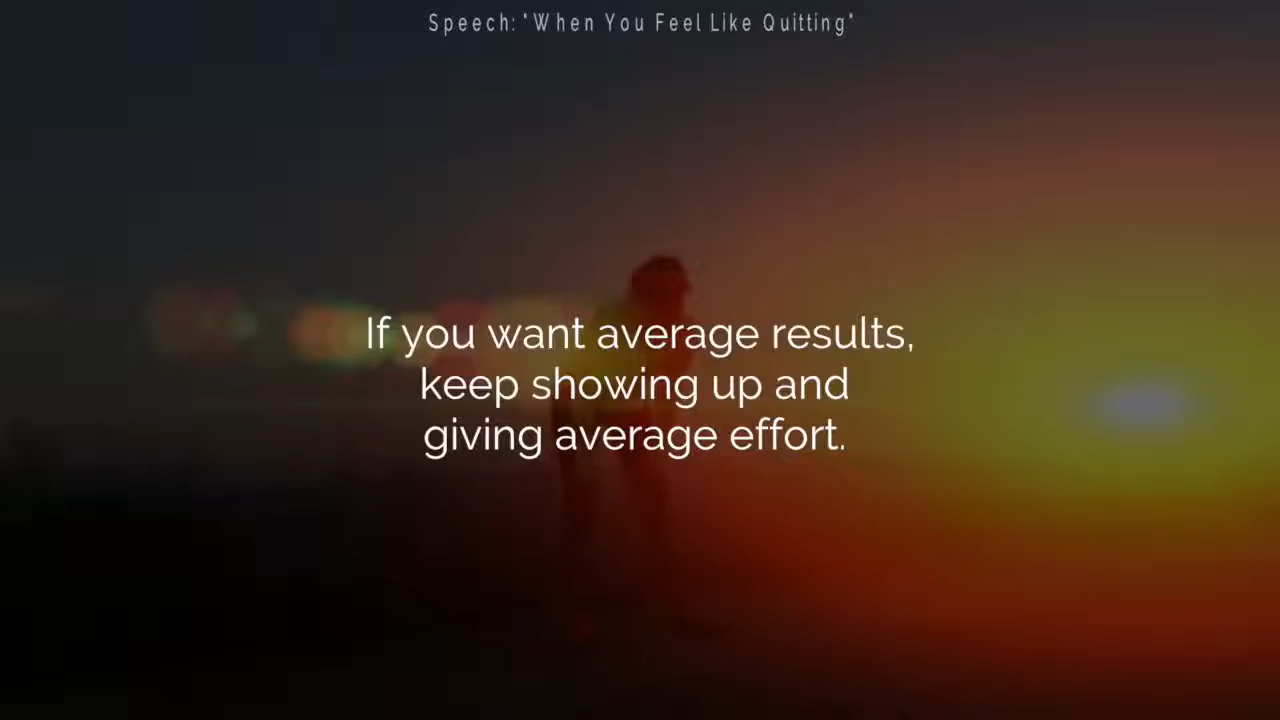 Speech: "When You Feel Like Quitting"
If you want average results,
keep showing up and
giving average effort.